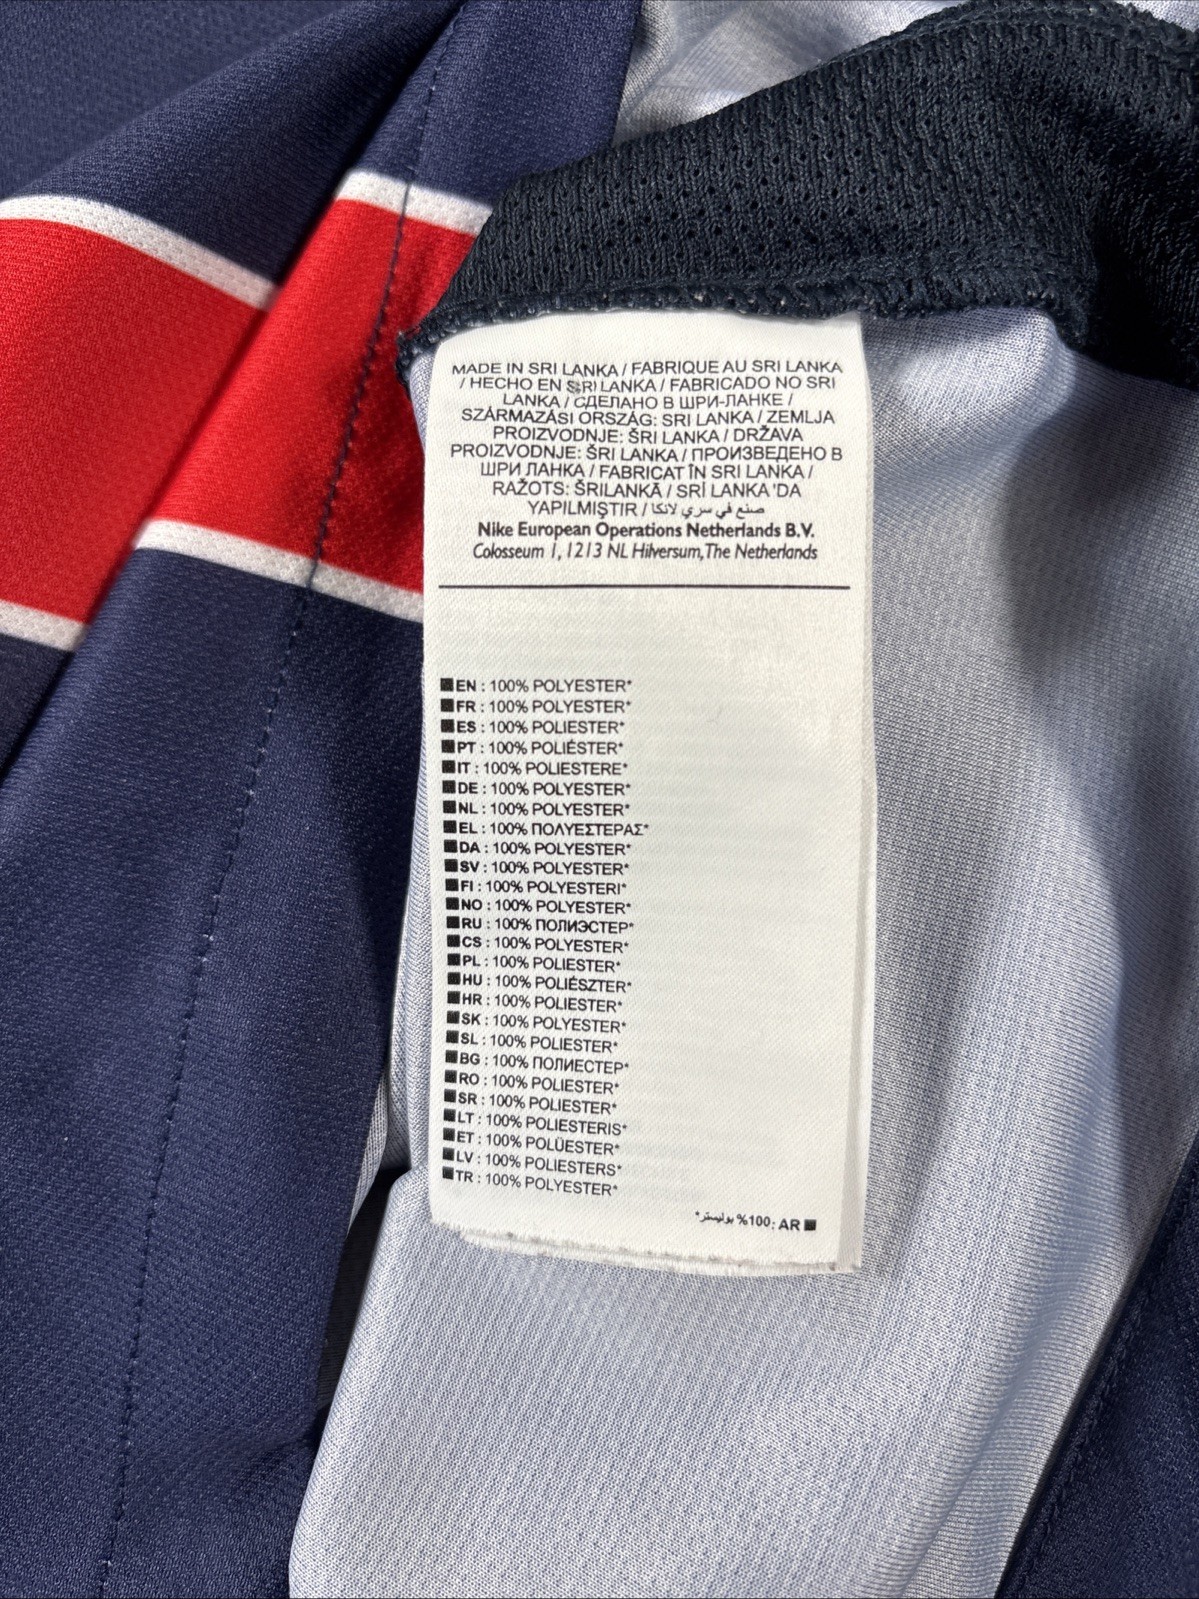 MADE IN SRI LANKA / FABRIQUE AU SRI LANKA
/ HECHO EN SRI LANKA / FABRICADO NO SRI
LANKA / СДЕЛАНО В ШРИ-ЛАНКЕ /
SZÁRMAZÁSI ORSZÁG: SRI LANKA / ZEMLJA
PROIZVODNJE: ŠRI LANKA / DRŽAVA
PROIZVODNJE: ŠRI LANKA / ПРОИЗВЕДЕНО В
ШРИ ЛАНКА / FABRICAT ÎN SRI LANKA /
RAŽOTS: ŠRILANKĀ / SRİ LANKA 'DA
YAPILMIŞTIR / صنع في سري لانكا
Nike European Operations Netherlands B.V.
Colosseum 1, 1213 NL Hilversum, The Netherlands
EN : 100% POLYESTER*
FR : 100% POLYESTER*
ES : 100% POLIESTER*
PT : 100% POLIÉSTER*
IT : 100% POLIESTERE*
DE : 100% POLYESTER*
NL : 100% POLYESTER*
EL : 100% ΠΟΛΥΕΣΤΕΡΑΣ*
DA : 100% POLYESTER*
SV : 100% POLYESTER*
FI : 100% POLYESTERI*
NO : 100% POLYESTER*
RU : 100% ПОЛИЭСТЕР*
CS : 100% POLYESTER*
PL : 100% POLIESTER*
HU : 100% POLIÉSZTER*
HR : 100% POLIESTER*
SK : 100% POLYESTER*
SL : 100% POLIESTER*
BG : 100% ПОЛИЕСТЕР*
RO : 100% POLIESTER*
SR : 100% POLIESTER*
LT : 100% POLIESTERIS*
ET : 100% POLÜESTER*
LV : 100% POLIESTERS*
TR : 100% POLYESTER*
AR :100% بوليستر*